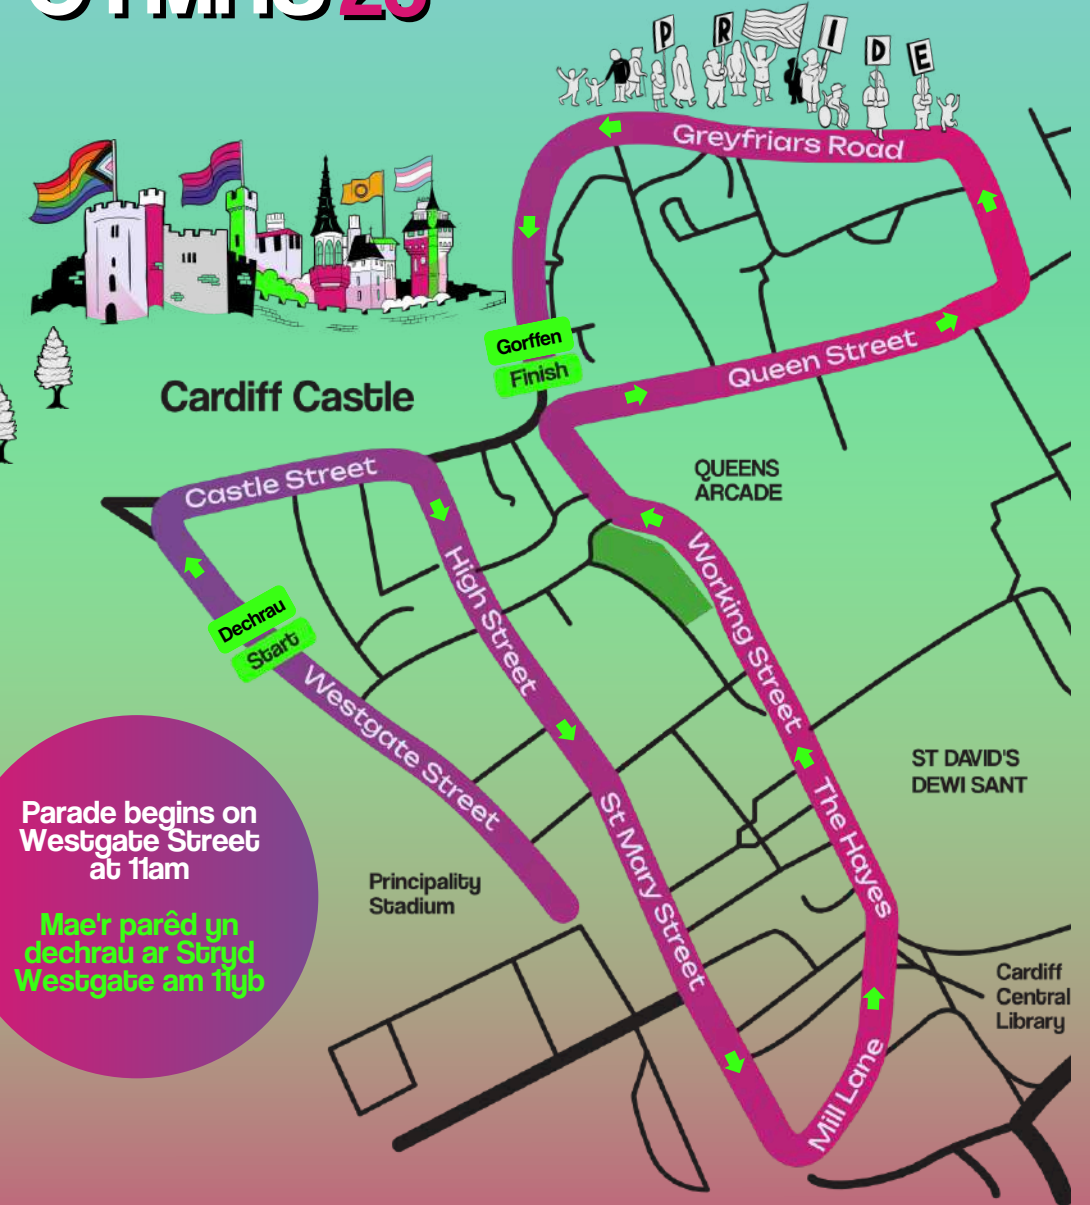 P R I D E
Greyfriars Road
Gorffen
Finish
Queen Street
Cardiff Castle
Castle Street
QUEENS
ARCADE
High Street
Working Street
Dechrau
Start
Westgate Street
ST DAVID'S
DEWI SANT
St Mary Street
The Hayes
Parade begins on
Westgate Street
at 11am
Mae'r parêd yn
dechrau ar Stryd
Westgate am 11yb
Principality
Stadium
Cardiff
Central
Library
Mill Lane